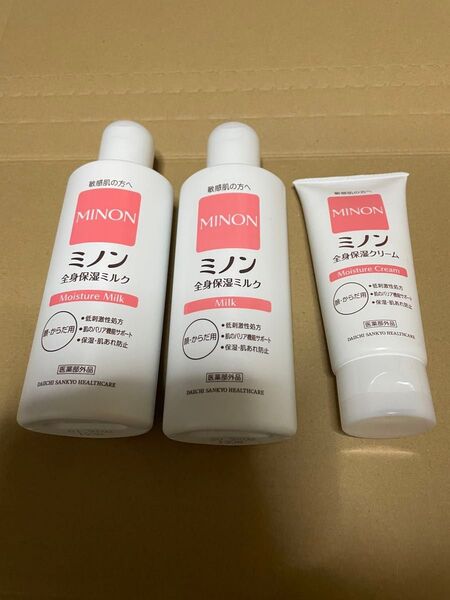 敏感肌の方へ
MINON
ミノン
全身保湿ミルク
Moisture Milk
顔・からだ用
・低刺激性処方
・肌のバリア機能サポート
・保湿・肌あれ防止
医薬部外品
DAIICHI SANKYO HEALTHCARE
敏感肌の方へ
MINON
ミノン
全身保湿ミルク
Milk
顔・からだ用
・低刺激性処方
・肌のバリア機能サポート
・保湿・肌あれ防止
医薬部外品
DAIICHI SANKYO HEALTHCARE
敏感肌の方へ
MINON
ミノン
全身保湿クリーム
Moisture Cream
顔・からだ用
・低刺激性処方
・肌のバリア機能サポート
・保湿・肌あれ防止
医薬部外品
DAIICHI SANKYO HEALTHCARE